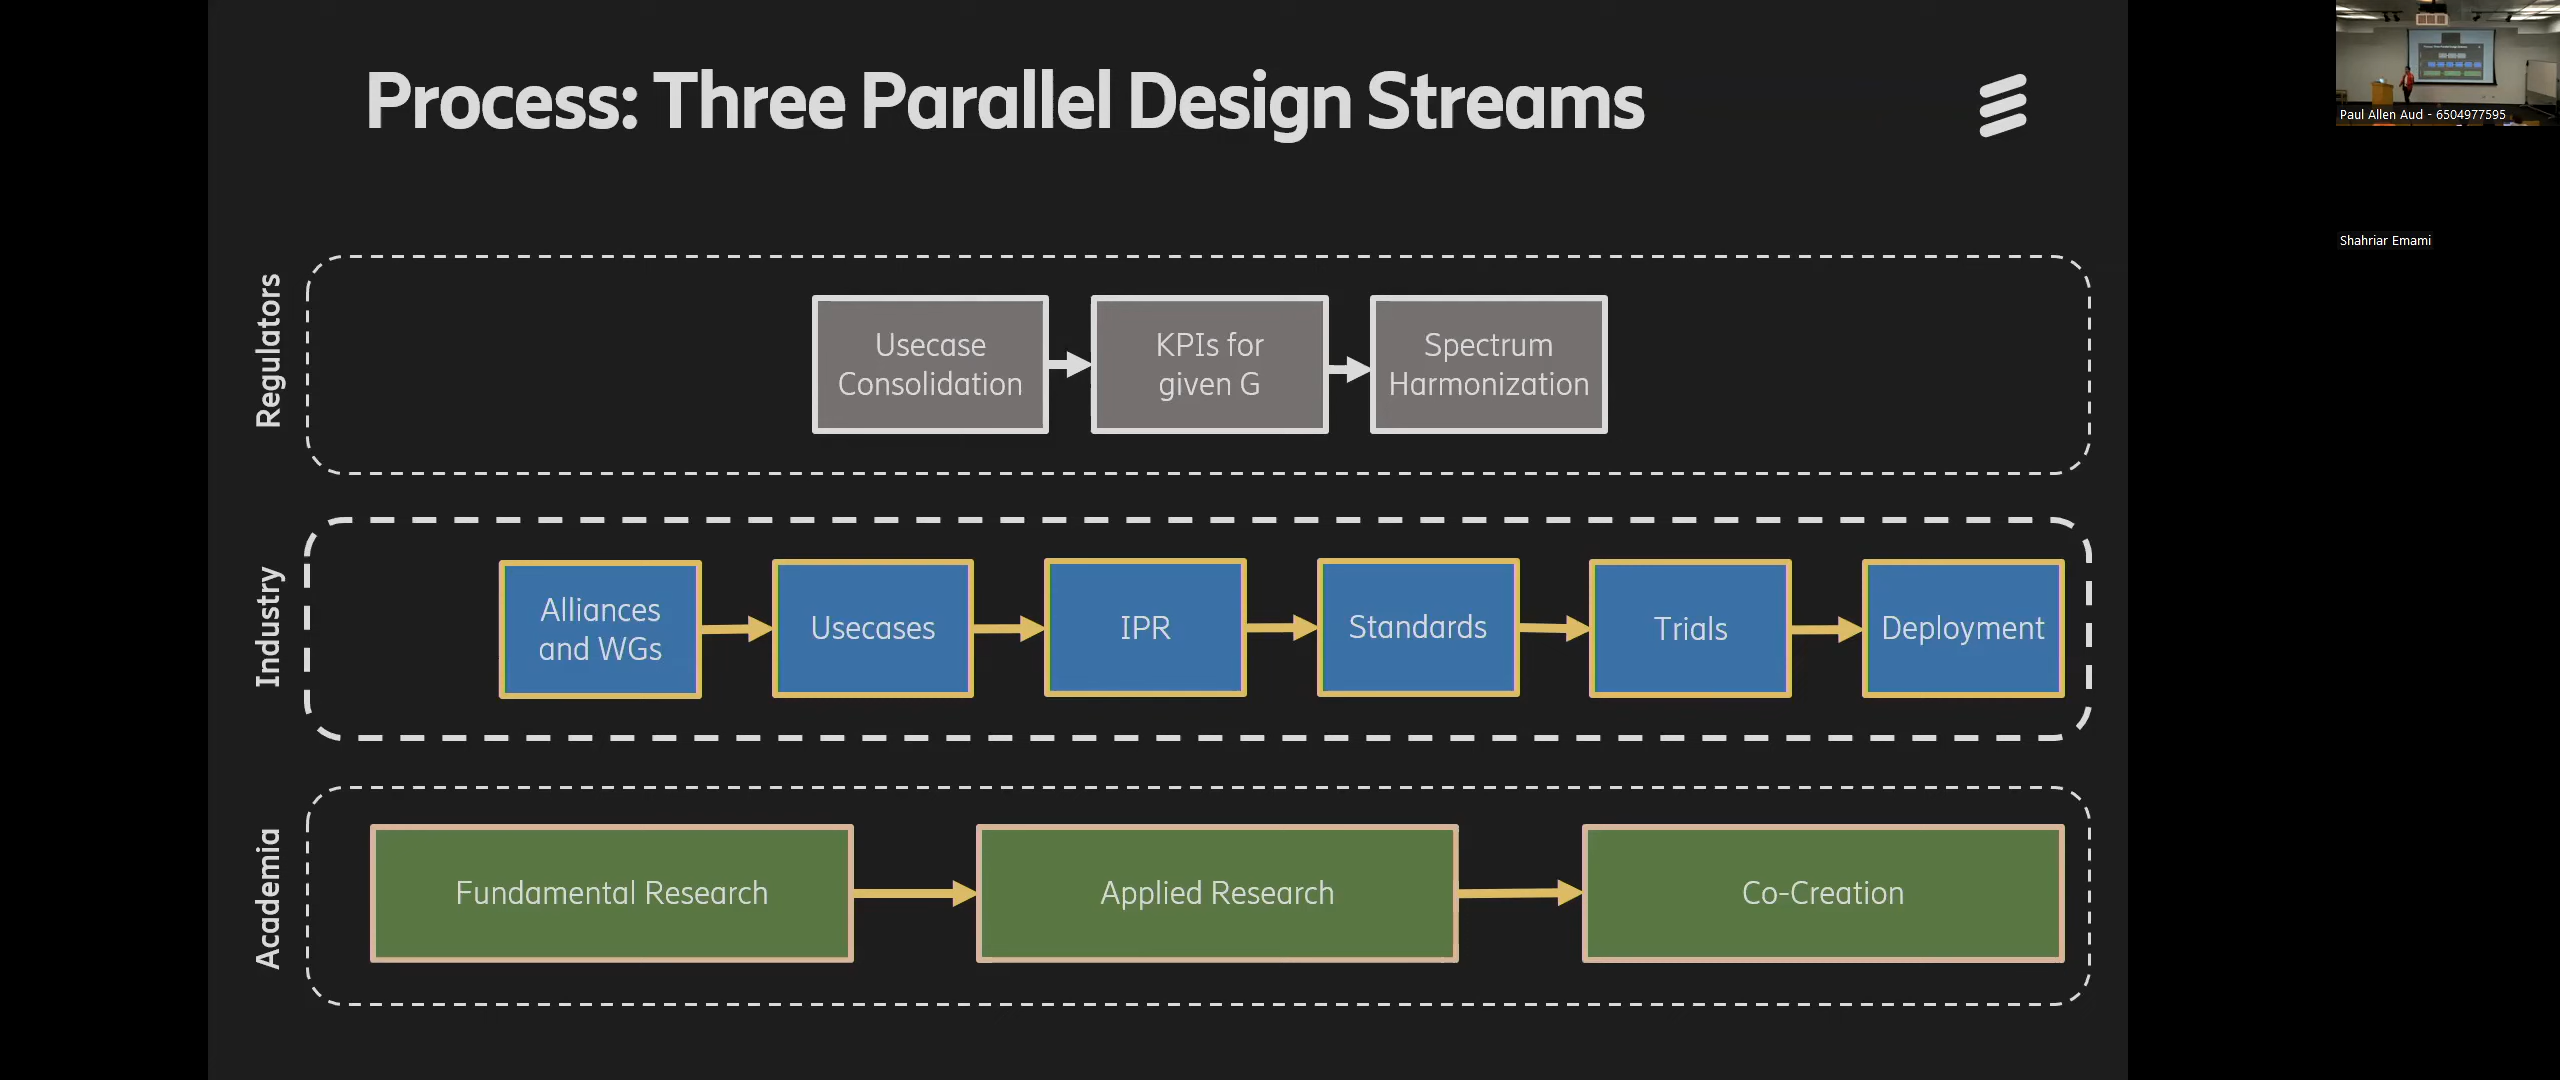 Process: Three Parallel Design Streams
Regulators
Usecase
Consolidation
KPIs for
given G
Spectrum
Harmonization
Industry
Alliances
and WGs
Usecases
IPR
Standards
Trials
Deployment
Academia
Fundamental Research
Applied Research
Co-Creation
Paul Allen Aud - 6504977595
Shahriar Emami